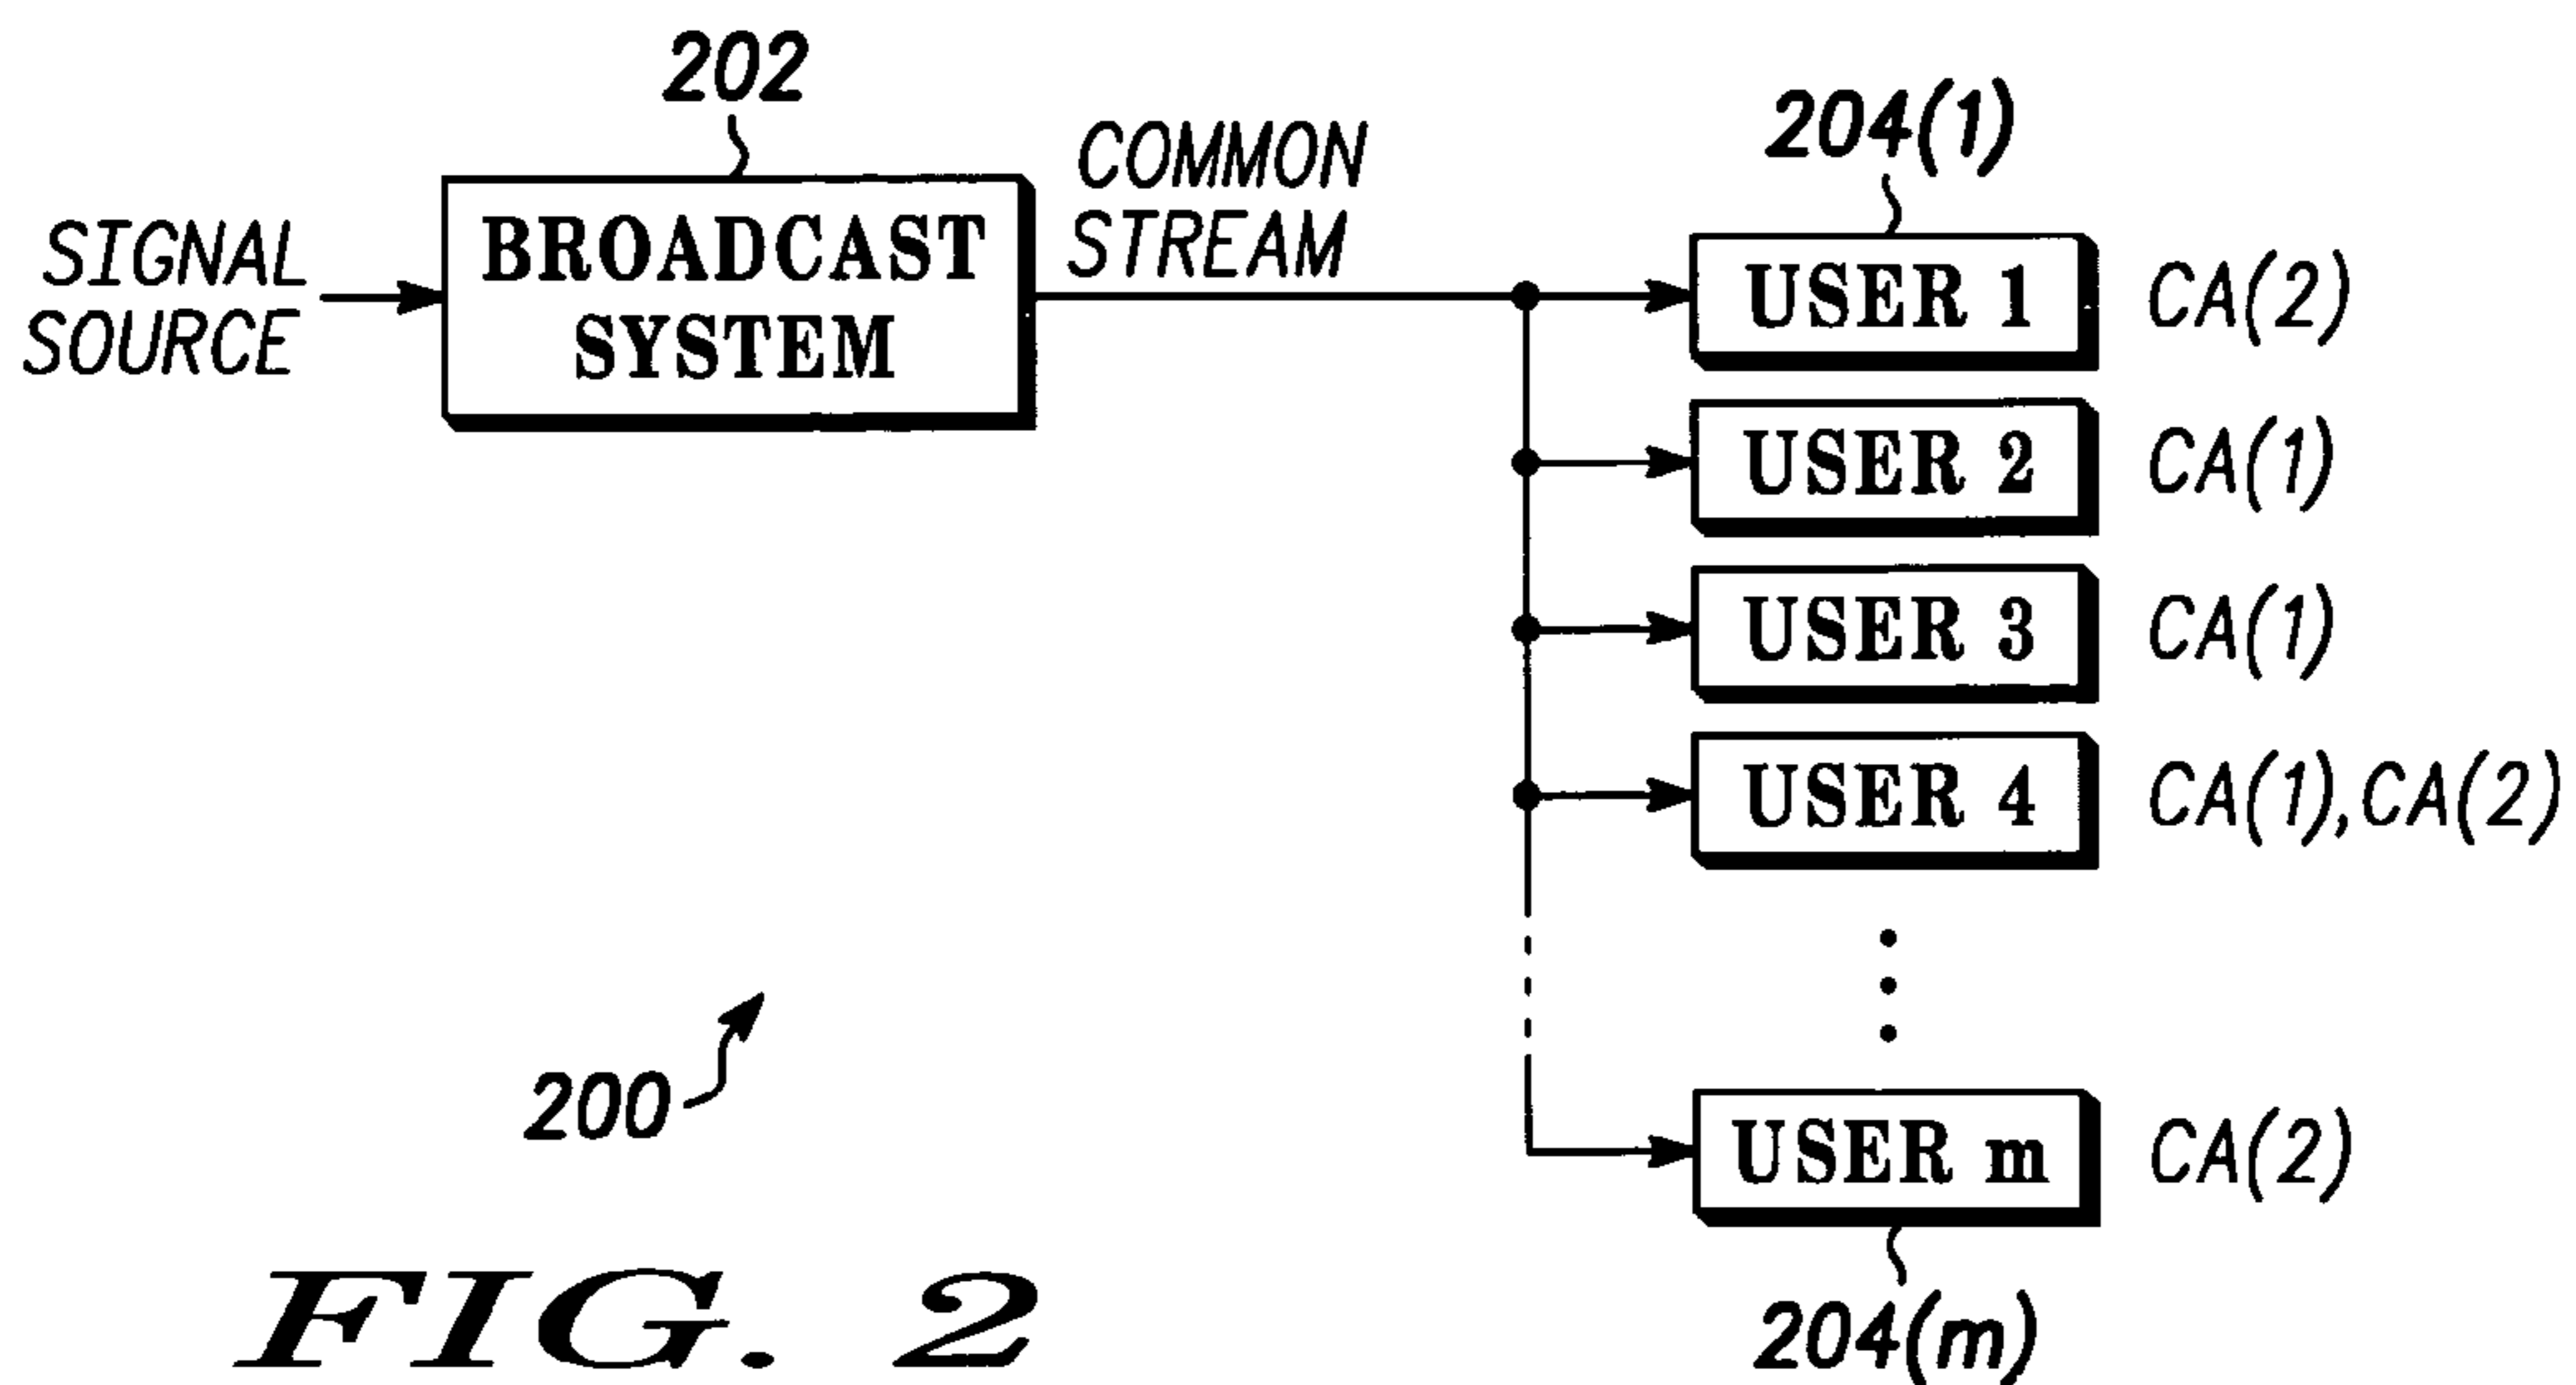 202
SIGNAL
SOURCE
BROADCAST
SYSTEM
COMMON
STREAM
204(1)
USER 1
CA(2)
USER 2
CA(1)
USER 3
CA(1)
USER 4
CA(1),CA(2)
USER m
CA(2)
204(m)
200
FIG. 2